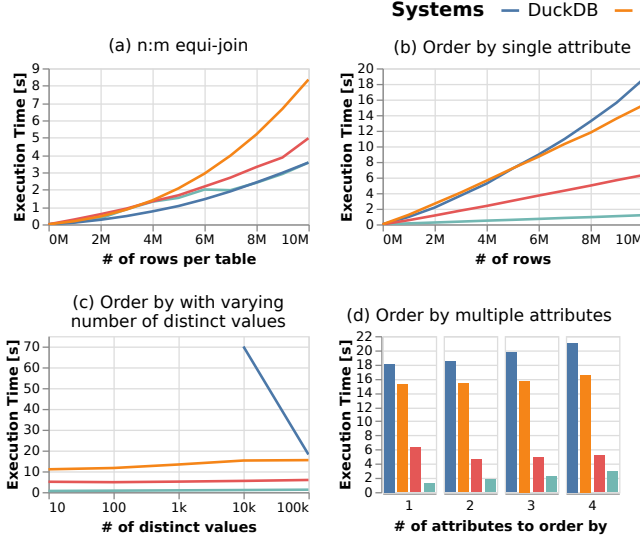 Systems DuckDB
(a) n:m equi-join
Execution Time [s]
9
8
7
6
5
4
3
2
1
0
0M 2M 4M 6M 8M 10M
# of rows per table
(b) Order by single attribute
Execution Time [s]
20
18
16
14
12
10
8
6
4
2
0
0M 2M 4M 6M 8M 10M
# of rows
(c) Order by with varying
number of distinct values
Execution Time [s]
70
60
50
40
30
20
10
0
10 100 1k 10k 100k
# of distinct values
(d) Order by multiple attributes
Execution Time [s]
22
20
18
16
14
12
10
8
6
4
2
0
1 2 3 4
# of attributes to order by